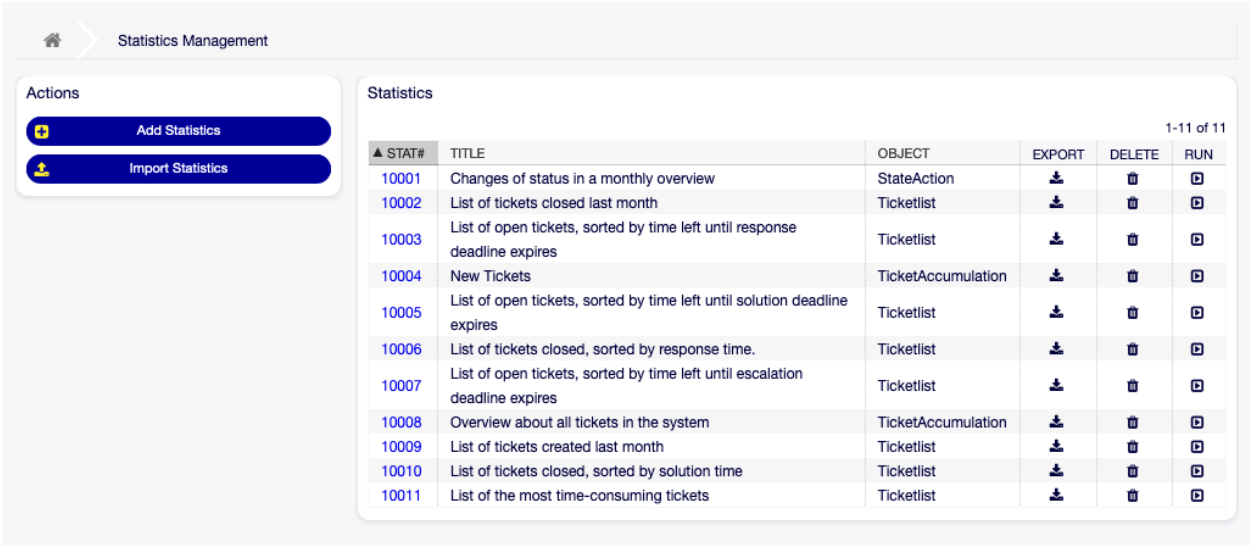 Statistics Management
Actions
Add Statistics
Import Statistics
Statistics
1-11 of 11
▲ STAT# TITLE OBJECT EXPORT DELETE RUN
10001 Changes of status in a monthly overview StateAction
10002 List of tickets closed last month Ticketlist
10003 List of open tickets, sorted by time left until response Ticketlist
deadline expires
10004 New Tickets TicketAccumulation
10005 List of open tickets, sorted by time left until solution deadline Ticketlist
expires
10006 List of tickets closed, sorted by response time. Ticketlist
10007 List of open tickets, sorted by time left until escalation Ticketlist
deadline expires
10008 Overview about all tickets in the system TicketAccumulation
10009 List of tickets created last month Ticketlist
10010 List of tickets closed, sorted by solution time Ticketlist
10011 List of the most time-consuming tickets Ticketlist